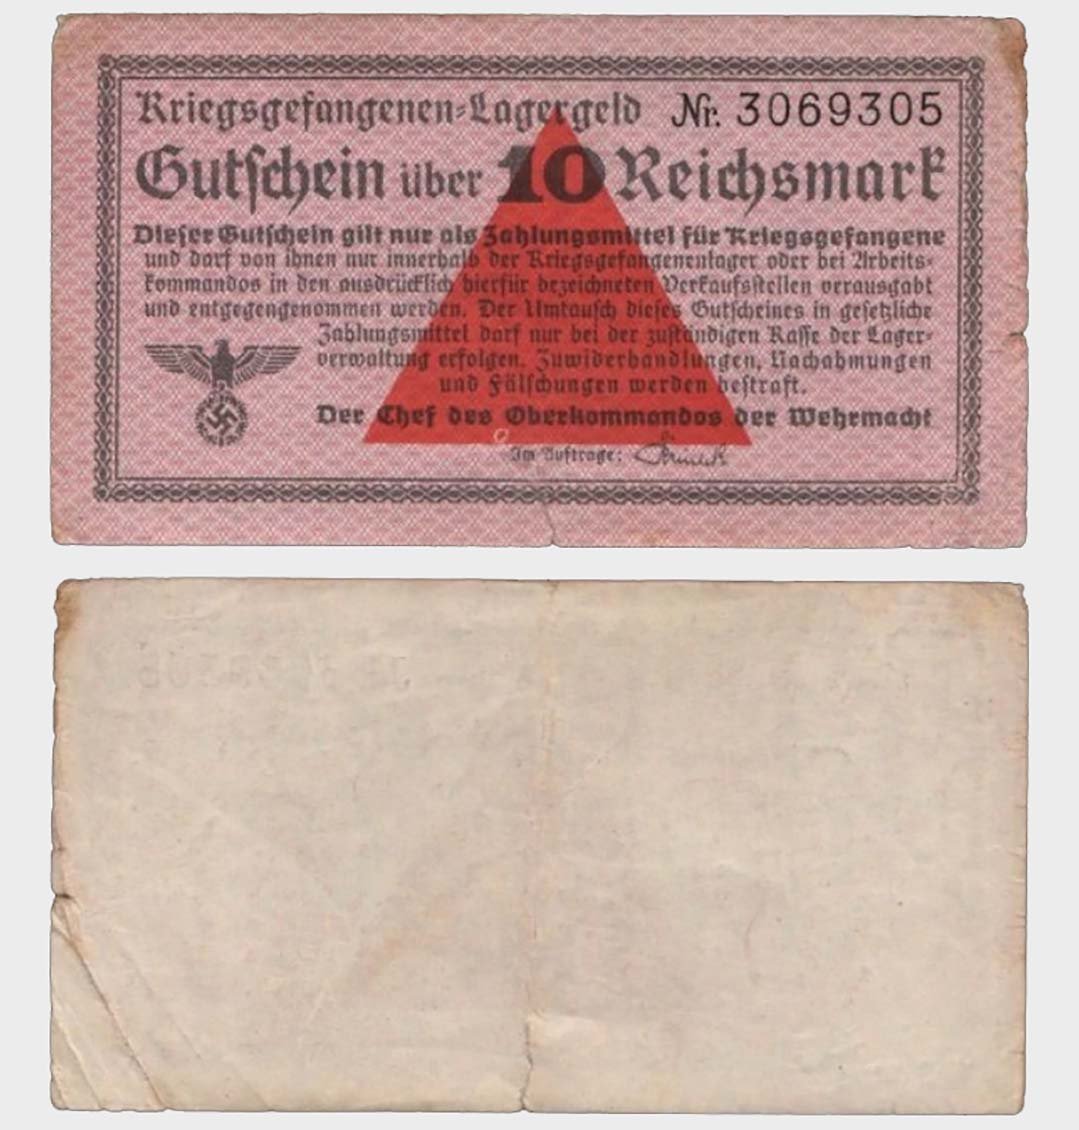 Kriegsgefangenen-Lagergeld Nr. 3069305
Gutschein über 10 Reichsmark
Dieser Gutschein gilt nur als Zahlungsmittel für Kriegsgefangene
und darf von ihnen nur innerhalb der Kriegsgefangenenlager oder bei Arbeits-
kommandos in den ausdrücklich hierfür bezeichneten Verkaufsstellen verausgabt
und entgegengenommen werden. Der Umtausch dieses Gutscheines in gesetzliche
Zahlungsmittel darf nur bei der zuständigen Kasse der Lager-
verwaltung erfolgen. Zuwiderhandlungen, Nachahmungen
und Fälschungen werden bestraft.
Der Chef des Oberkommandos der Wehrmacht
Im Auftrage: